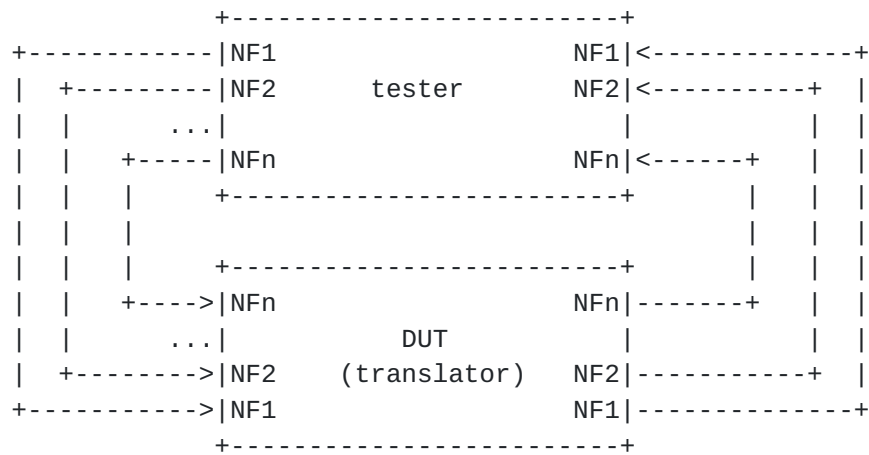 NF1 NF1
NF2 tester NF2
...
NFn NFn
NFn NFn
... DUT
NF2 (translator) NF2
NF1 NF1